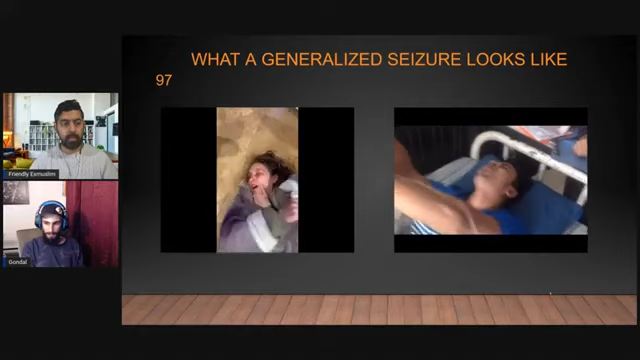 WHAT A GENERALIZED SEIZURE LOOKS LIKE
97
Friendly Exmuslim
Gondal